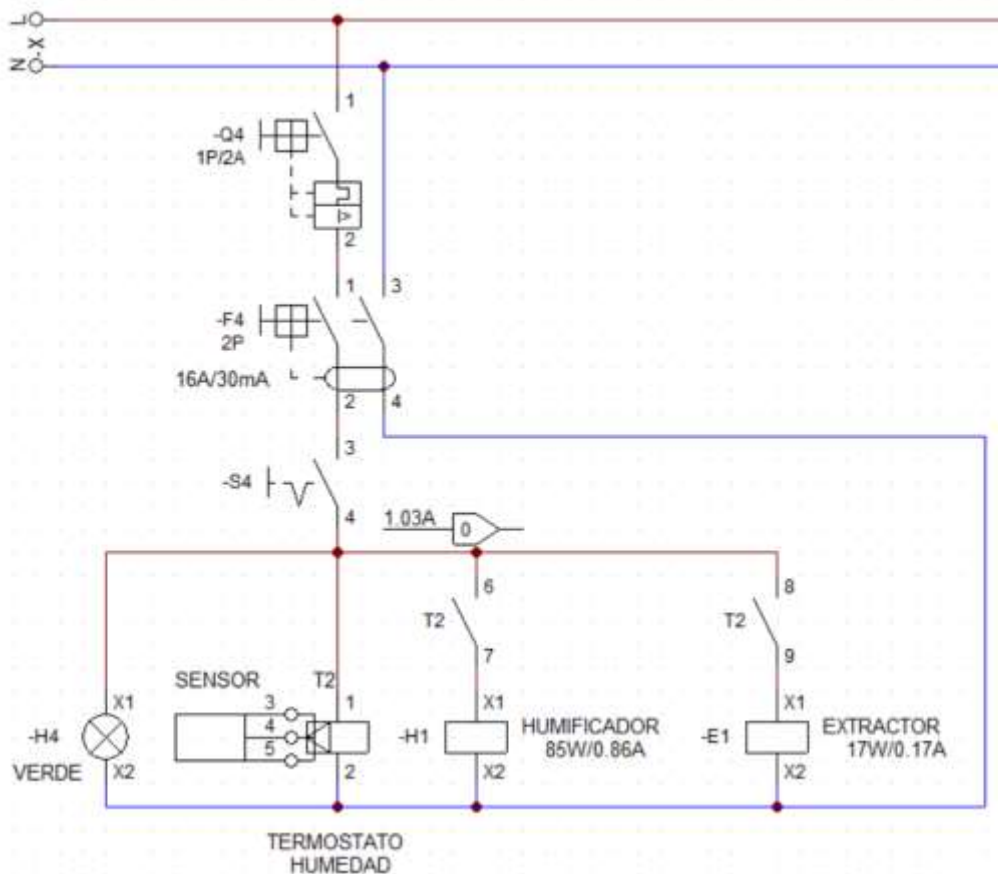 L
-X
N
1
-Q4
1P/2A
I>
2
1
3
-F4
2P
16A/30mA
2
4
3
-S4
4
1.03A
0
6
8
T2
T2
7
9
SENSOR
T2
X1
3
1
X1
X1
4
-H4
-H1
HUMIFICADOR
-E1
EXTRACTOR
85W/0.86A
17W/0.17A
5
VERDE
X2
2
X2
X2
TERMOSTATO
HUMEDAD